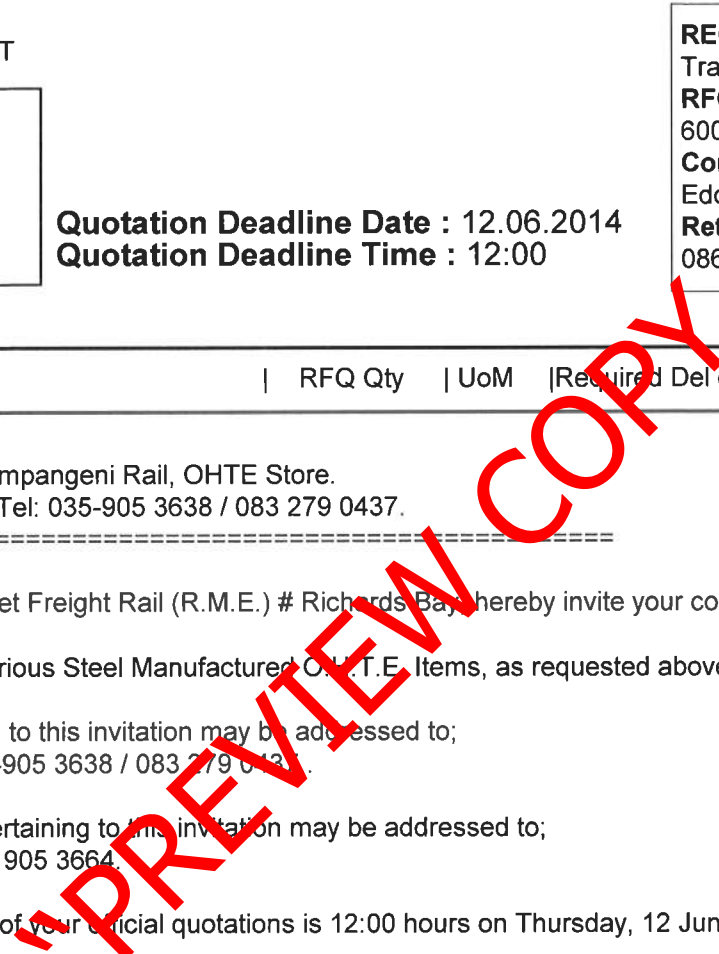 T
RE
Tra
RF
600
Cou
Edd
Ret
086
Quotation Deadline Date : 12.06.2014
Quotation Deadline Time : 12:00
| RFQ Qty | UoM |Required Del
mpangeni Rail, OHTE Store.
Tel: 035-905 3638 / 083 279 0437.
==========================================
et Freight Rail (R.M.E.) # Richards Bay, hereby invite your co
rious Steel Manufactured O.H.T.E. Items, as requested above
to this invitation may be addressed to;
-905 3638 / 083 279 0437.
ertaining to this invitation may be addressed to;
905 3664.
of your official quotations is 12:00 hours on Thursday, 12 Jun
"PREVIEW COPY